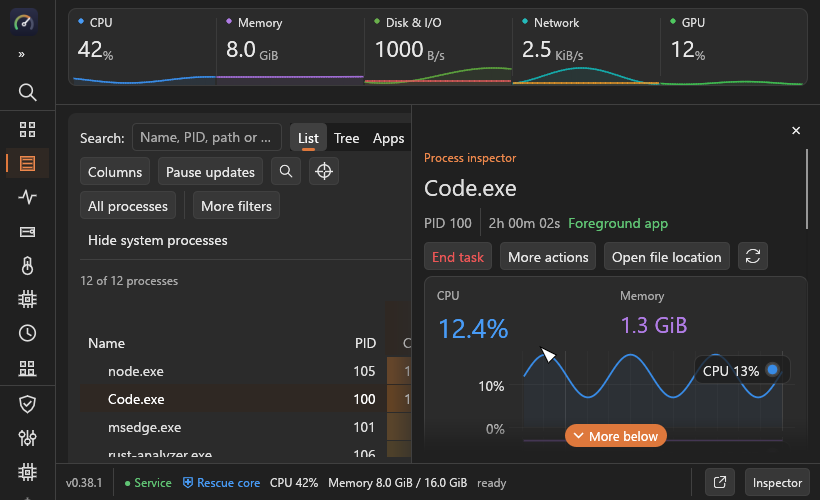 CPU
42%
Memory
8.0 GiB
Disk & I/O
1000 B/s
Network
2.5 KiB/s
GPU
12%
»
Search: Name, PID, path or ... List Tree Apps
Columns Pause updates
All processes More filters
Hide system processes
12 of 12 processes
Name PID C
node.exe 105 1
Code.exe 100 1
msedge.exe 101
rust-analyzer.exe 106
Process inspector
Code.exe
PID 100 2h 00m 02s Foreground app
End task More actions Open file location
CPU Memory
12.4% 1.3 GiB
CPU 13%
10%
0%
More below
v0.38.1 Service Rescue core CPU 42% Memory 8.0 GiB / 16.0 GiB ready Inspector